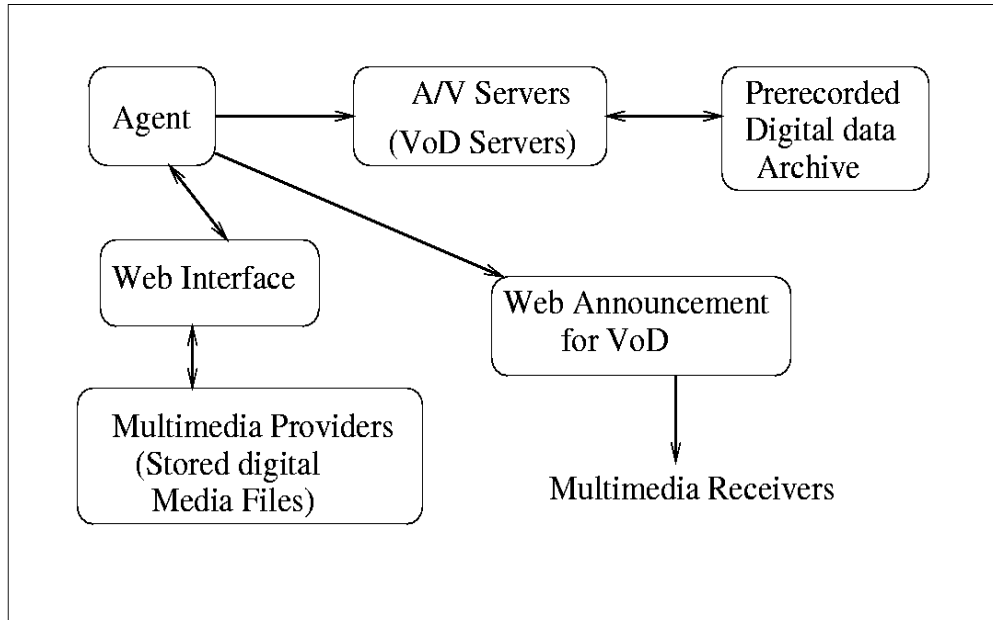 Agent
A/V Servers
(VoD Servers)
Prerecorded
Digital data
Archive
Web Interface
Web Announcement
for VoD
Multimedia Providers
(Stored digital
Media Files)
Multimedia Receivers